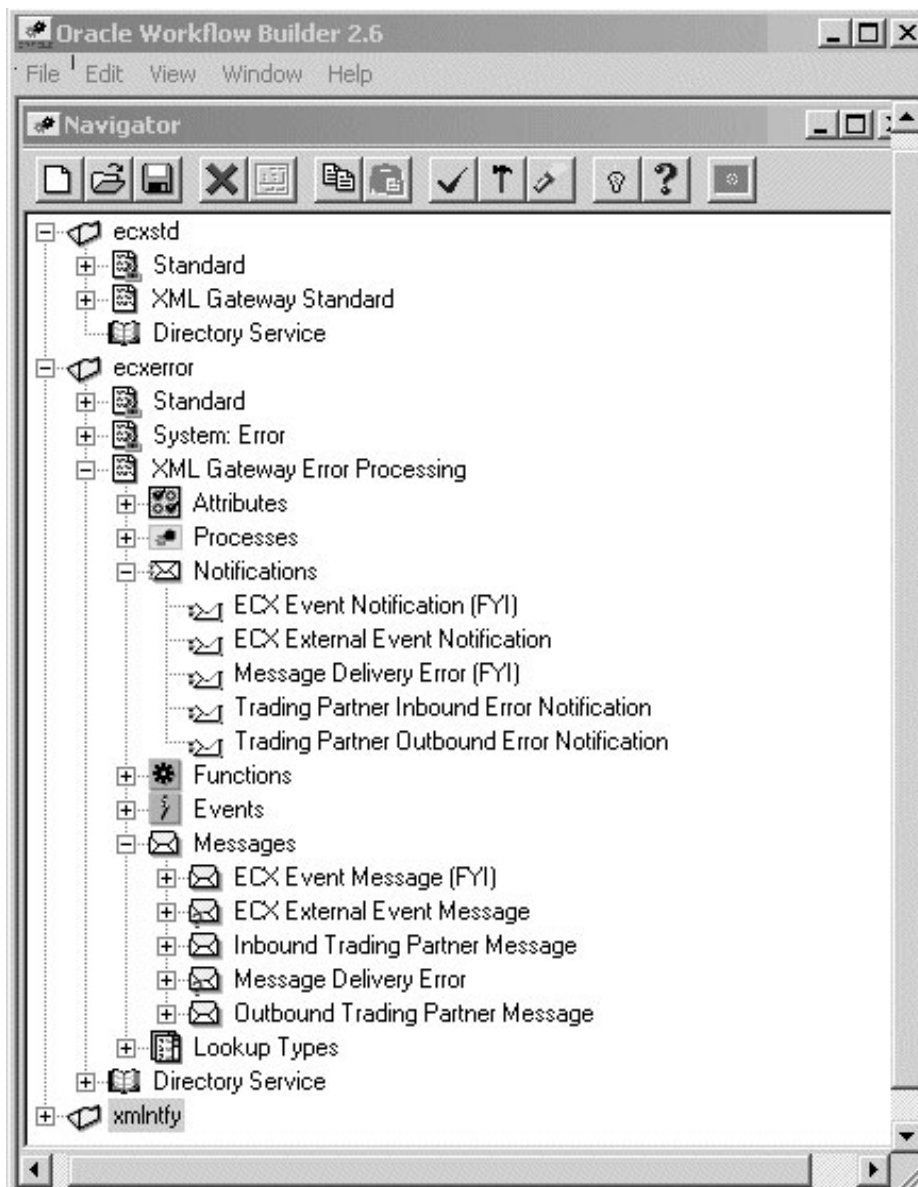 Oracle Workflow Builder 2.6
File Edit View Window Help
Navigator
ecxstd
Standard
XML Gateway Standard
Directory Service
ecxerror
Standard
System: Error
XML Gateway Error Processing
Attributes
Processes
Notifications
ECX Event Notification (FYI)
ECX External Event Notification
Message Delivery Error (FYI)
Trading Partner Inbound Error Notification
Trading Partner Outbound Error Notification
Functions
Events
Messages
ECX Event Message (FYI)
ECX External Event Message
Inbound Trading Partner Message
Message Delivery Error
Outbound Trading Partner Message
Lookup Types
Directory Service
xmlntfy